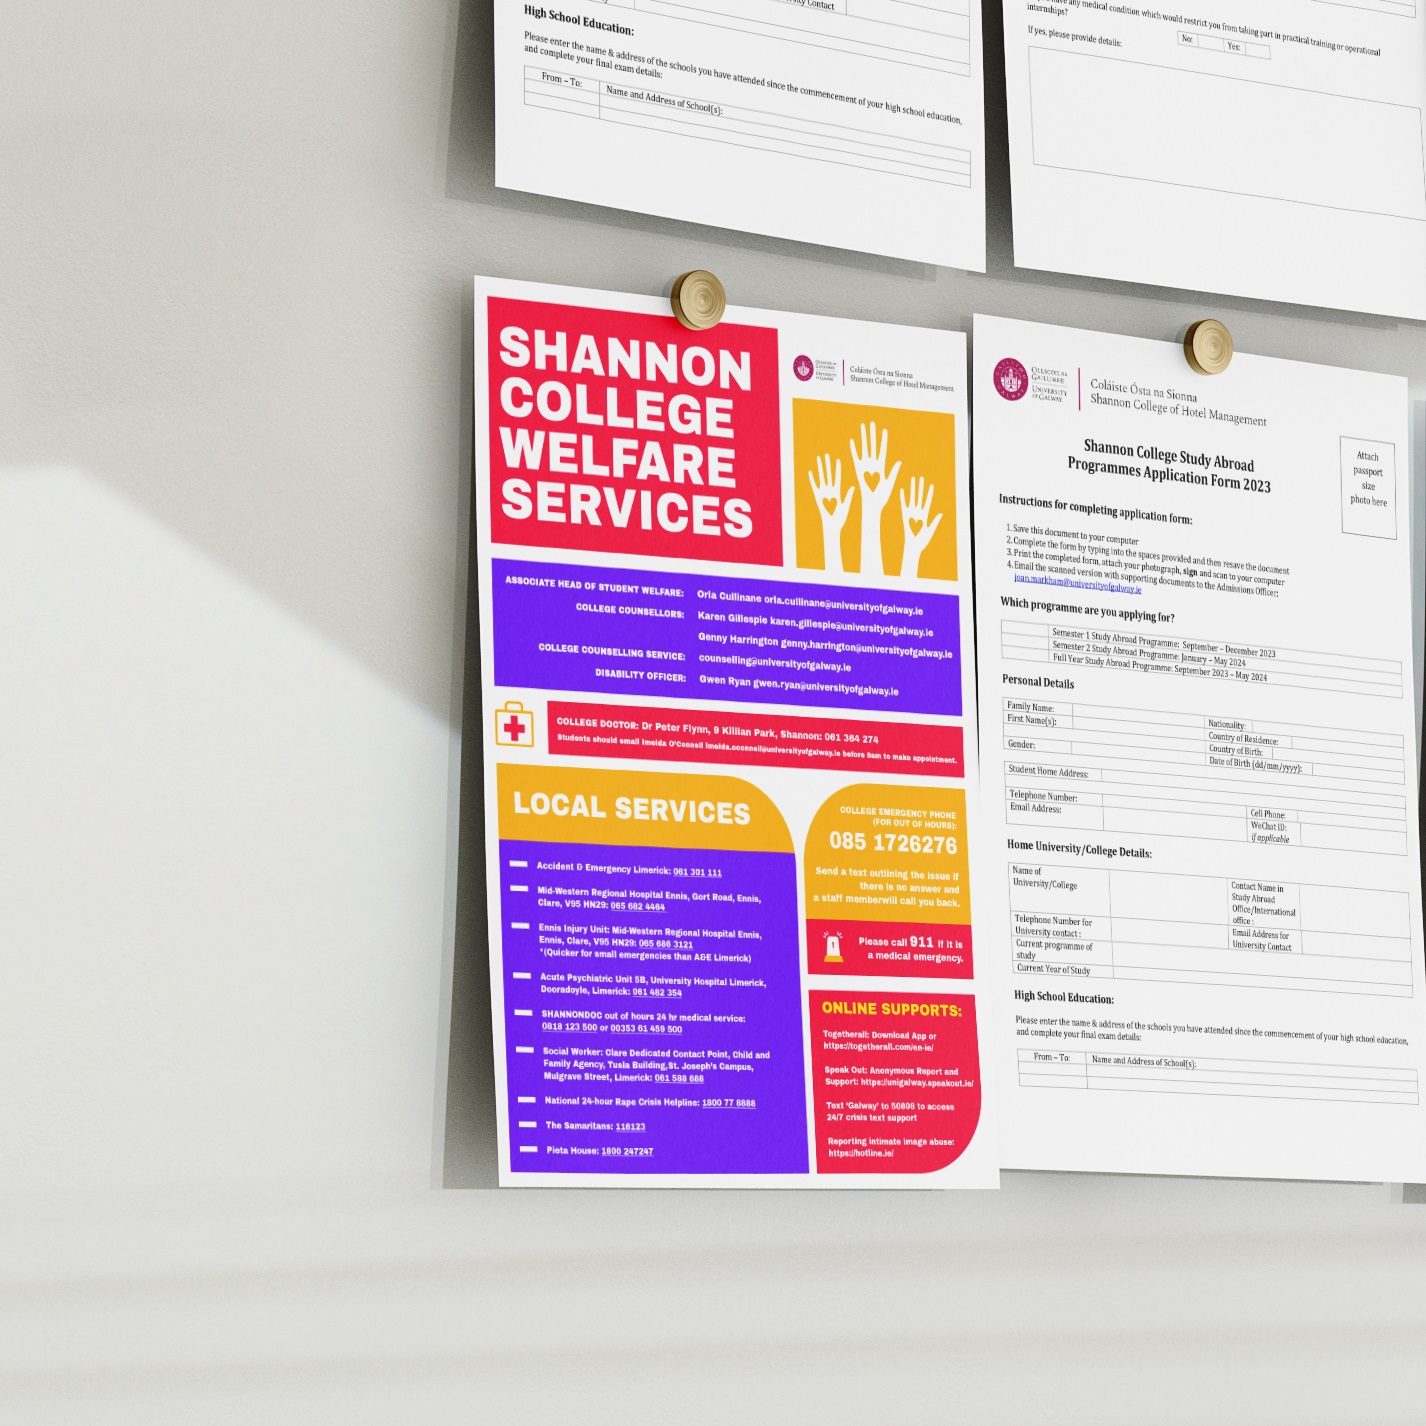 ersity Contact
High School Education:
Please enter the name & address of the schools you have attended since the commencement of your high school education,
and complete your final exam details:
From – To:
Name and Address of School(s):
have any medical condition which would restrict you from taking part in practical training or operational
internships?
If yes, please provide details:
No:
Yes:
SHANNON
COLLEGE
WELFARE
SERVICES
OLLSCOIL NA
GAILLIMHE
UNIVERSITY
OF GALWAY
Coláiste Ósta na Sionna
Shannon College of Hotel Management
ASSOCIATE HEAD OF STUDENT WELFARE: Orla Cullinane orla.cullinane@universityofgalway.ie
COLLEGE COUNSELLORS: Karen Gillespie karen.gillespie@universityofgalway.ie
Genny Harrington genny.harrington@universityofgalway.ie
COLLEGE COUNSELLING SERVICE: counselling@universityofgalway.ie
DISABILITY OFFICER: Gwen Ryan gwen.ryan@universityofgalway.ie
COLLEGE DOCTOR: Dr Peter Flynn, 9 Killian Park, Shannon: 061 364 274
Students should email Imelda O'Connell imelda.oconnell@universityofgalway.ie before 9am to make appointment.
LOCAL SERVICES
Accident & Emergency Limerick: 061 301 111
Mid-Western Regional Hospital Ennis, Gort Road, Ennis,
Clare, V95 HN29: 065 682 4464
Ennis Injury Unit: Mid-Western Regional Hospital Ennis,
Ennis, Clare, V95 HN29: 065 686 3121
*(Quicker for small emergencies than A&E Limerick)
Acute Psychiatric Unit 5B, University Hospital Limerick,
Dooradoyle, Limerick: 061 482 354
SHANNONDOC out of hours 24 hr medical service:
0818 123 500 or 00353 61 459 500
Social Worker: Clare Dedicated Contact Point, Child and
Family Agency, Tusla Building,St. Joseph's Campus,
Mulgrave Street, Limerick: 061 588 688
National 24-hour Rape Crisis Helpline: 1800 77 8888
The Samaritans: 116123
Pieta House: 1800 247247
COLLEGE EMERGENCY PHONE
(FOR OUT OF HOURS):
085 1726276
Send a text outlining the issue if
there is no answer and
a staff memberwill call you back.
Please call 911 if it is
a medical emergency.
ONLINE SUPPORTS:
Togetherall: Download App or
https://togetherall.com/en-ie/
Speak Out: Anonymous Report and
Support: https://unigalway.speakout.ie/
Text 'Galway' to 50808 to access
24/7 crisis text support
Reporting intimate image abuse:
https://hotline.ie/
OLLSCOIL NA
GAILLIMHE
UNIVERSITY
OF GALWAY
Coláiste Ósta na Sionna
Shannon College of Hotel Management
Shannon College Study Abroad
Programmes Application Form 2023
Attach
passport
size
photo here
Instructions for completing application form:
1. Save this document to your computer
2. Complete the form by typing into the spaces provided and then resave the document
3. Print the completed form, attach your photograph, sign and scan to your computer
4. Email the scanned version with supporting documents to the Admissions Officer:
joan.markham@universityofgalway.ie
Which programme are you applying for?
Semester 1 Study Abroad Programme: September – December 2023
Semester 2 Study Abroad Programme: January – May 2024
Full Year Study Abroad Programme: September 2023 – May 2024
Personal Details
Family Name:
First Name(s):
Nationality:
Country of Residence:
Gender:
Country of Birth:
Date of Birth (dd/mm/yyyy):
Student Home Address:
Telephone Number:
Email Address:
Cell Phone:
WeChat ID:
if applicable
Home University/College Details:
Name of
University/College
Contact Name in
Study Abroad
Office/International
office :
Telephone Number for
University contact :
Email Address for
University Contact
Current programme of
study
Current Year of Study
High School Education:
Please enter the name & address of the schools you have attended since the commencement of your high school education,
and complete your final exam details:
From – To:
Name and Address of School(s):